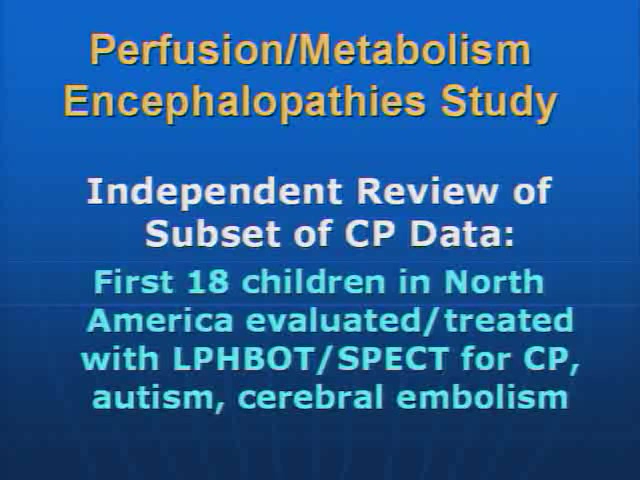 Perfusion/Metabolism
Encephalopathies Study
Independent Review of
Subset of CP Data:
First 18 children in North
America evaluated/treated
with LPHBOT/SPECT for CP,
autism, cerebral embolism